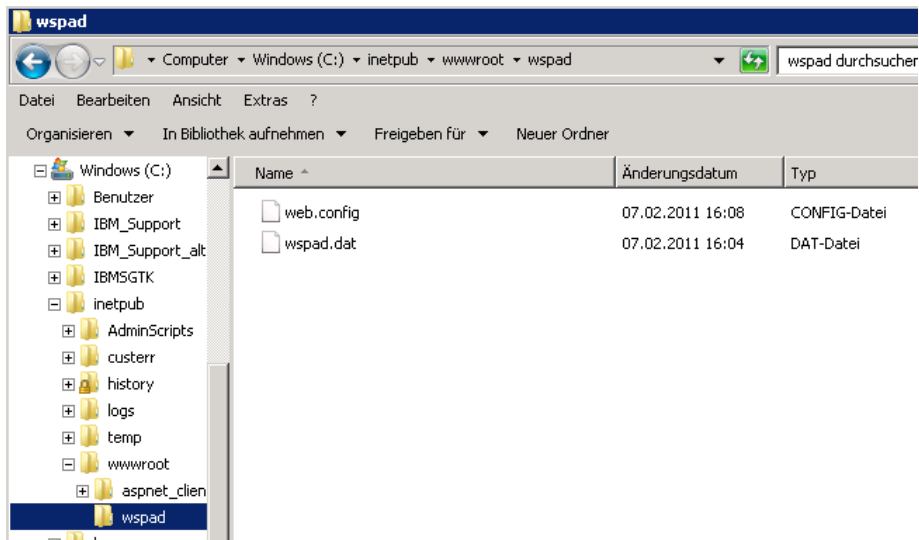 wspad
Computer Windows (C:) inetpub wwwroot wspad wspad durchsuchen
Datei Bearbeiten Ansicht Extras ?
Organisieren In Bibliothek aufnehmen Freigeben für Neuer Ordner
Windows (C:)
Benutzer
IBM_Support
IBM_Support_alt
IBMSGTK
inetpub
AdminScripts
custerr
history
logs
temp
wwwroot
aspnet_clien
wspad
Name Änderungsdatum Typ
web.config 07.02.2011 16:08 CONFIG-Datei
wspad.dat 07.02.2011 16:04 DAT-Datei